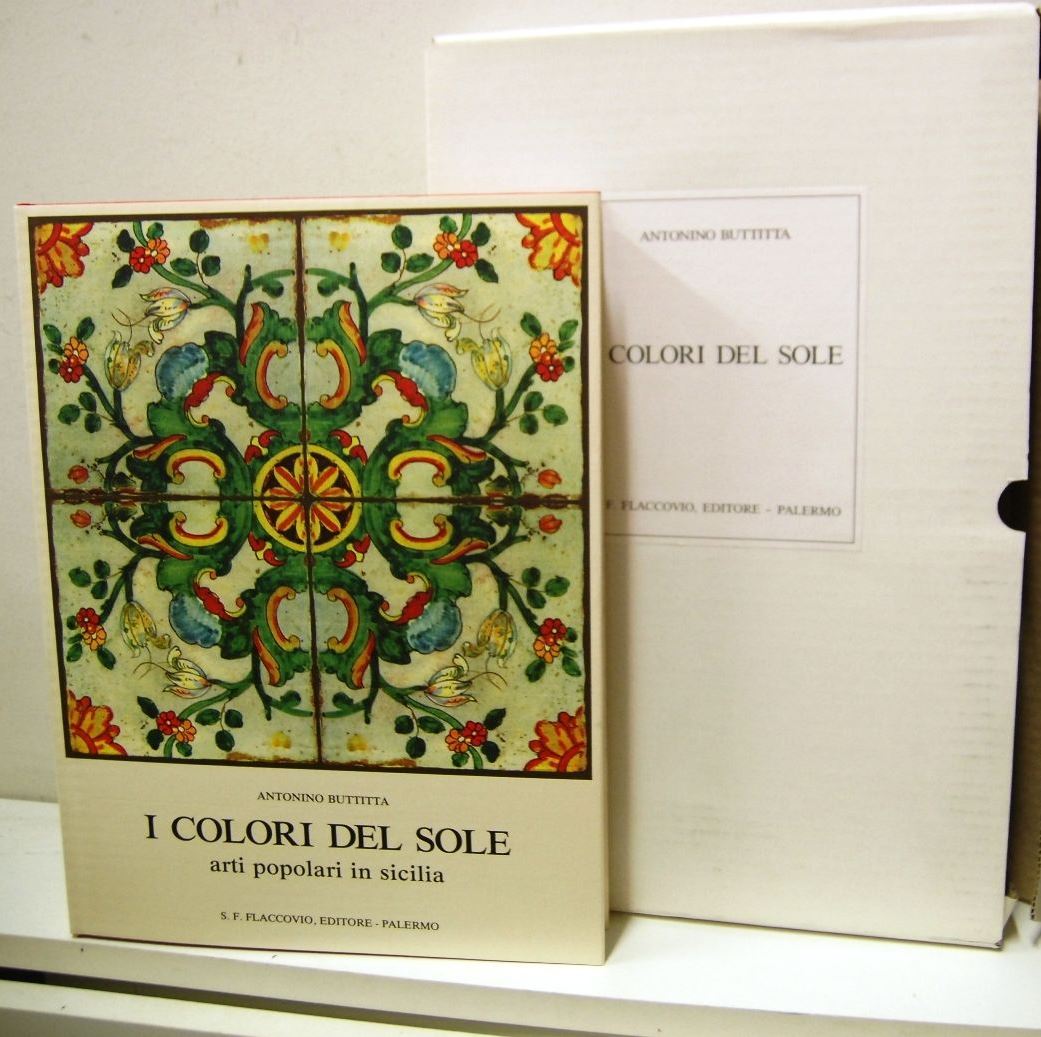 ANTONINO BUTTITTA
I COLORI DEL SOLE
arti popolari in sicilia
S. F. FLACCOVIO, EDITORE - PALERMO
ANTONINO BUTTITTA
COLORI DEL SOLE
F. FLACCOVIO, EDITORE - PALERMO